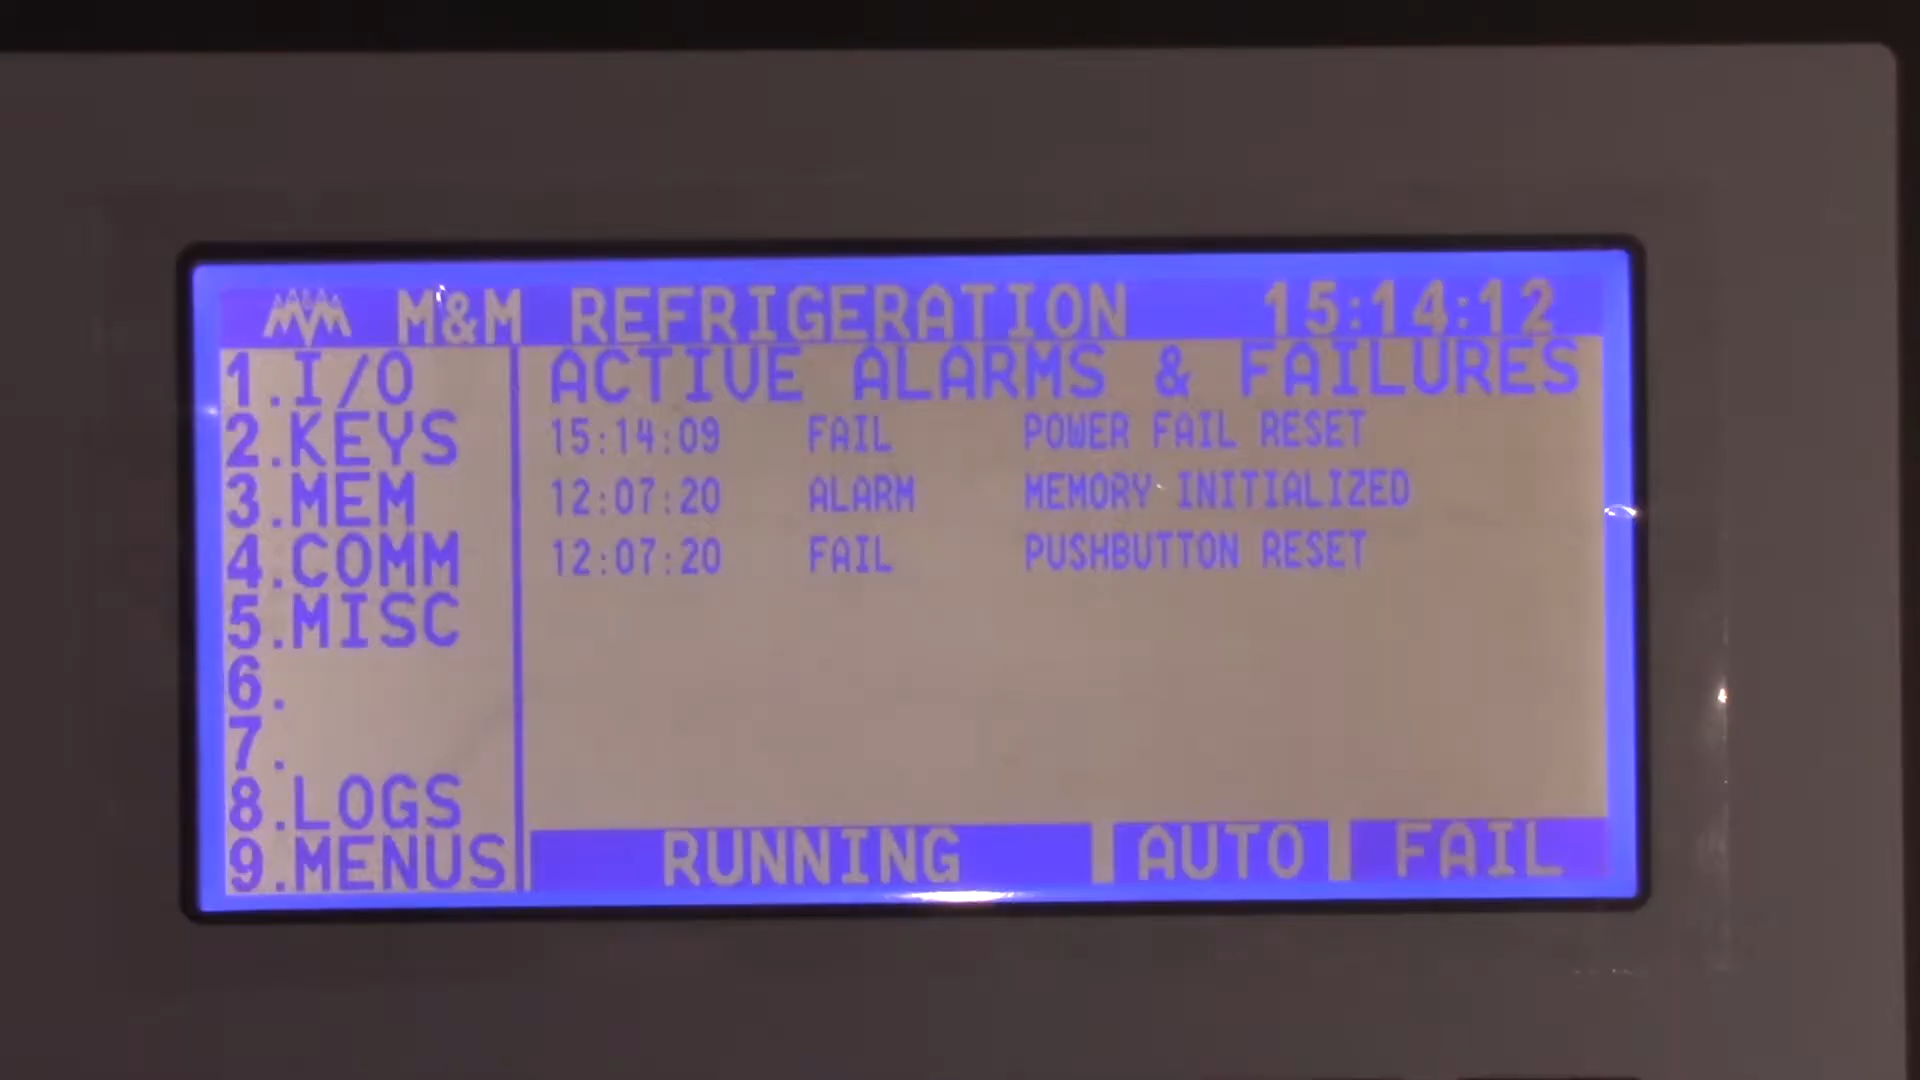 M&M REFRIGERATION 15:14:12
1.I/O
2.KEYS
3.MEM
4.COMM
5.MISC
6.
7.
8.LOGS
9.MENUS
ACTIVE ALARMS & FAILURES
15:14:09 FAIL POWER FAIL RESET
12:07:20 ALARM MEMORY INITIALIZED
12:07:20 FAIL PUSHBUTTON RESET
RUNNING AUTO FAIL